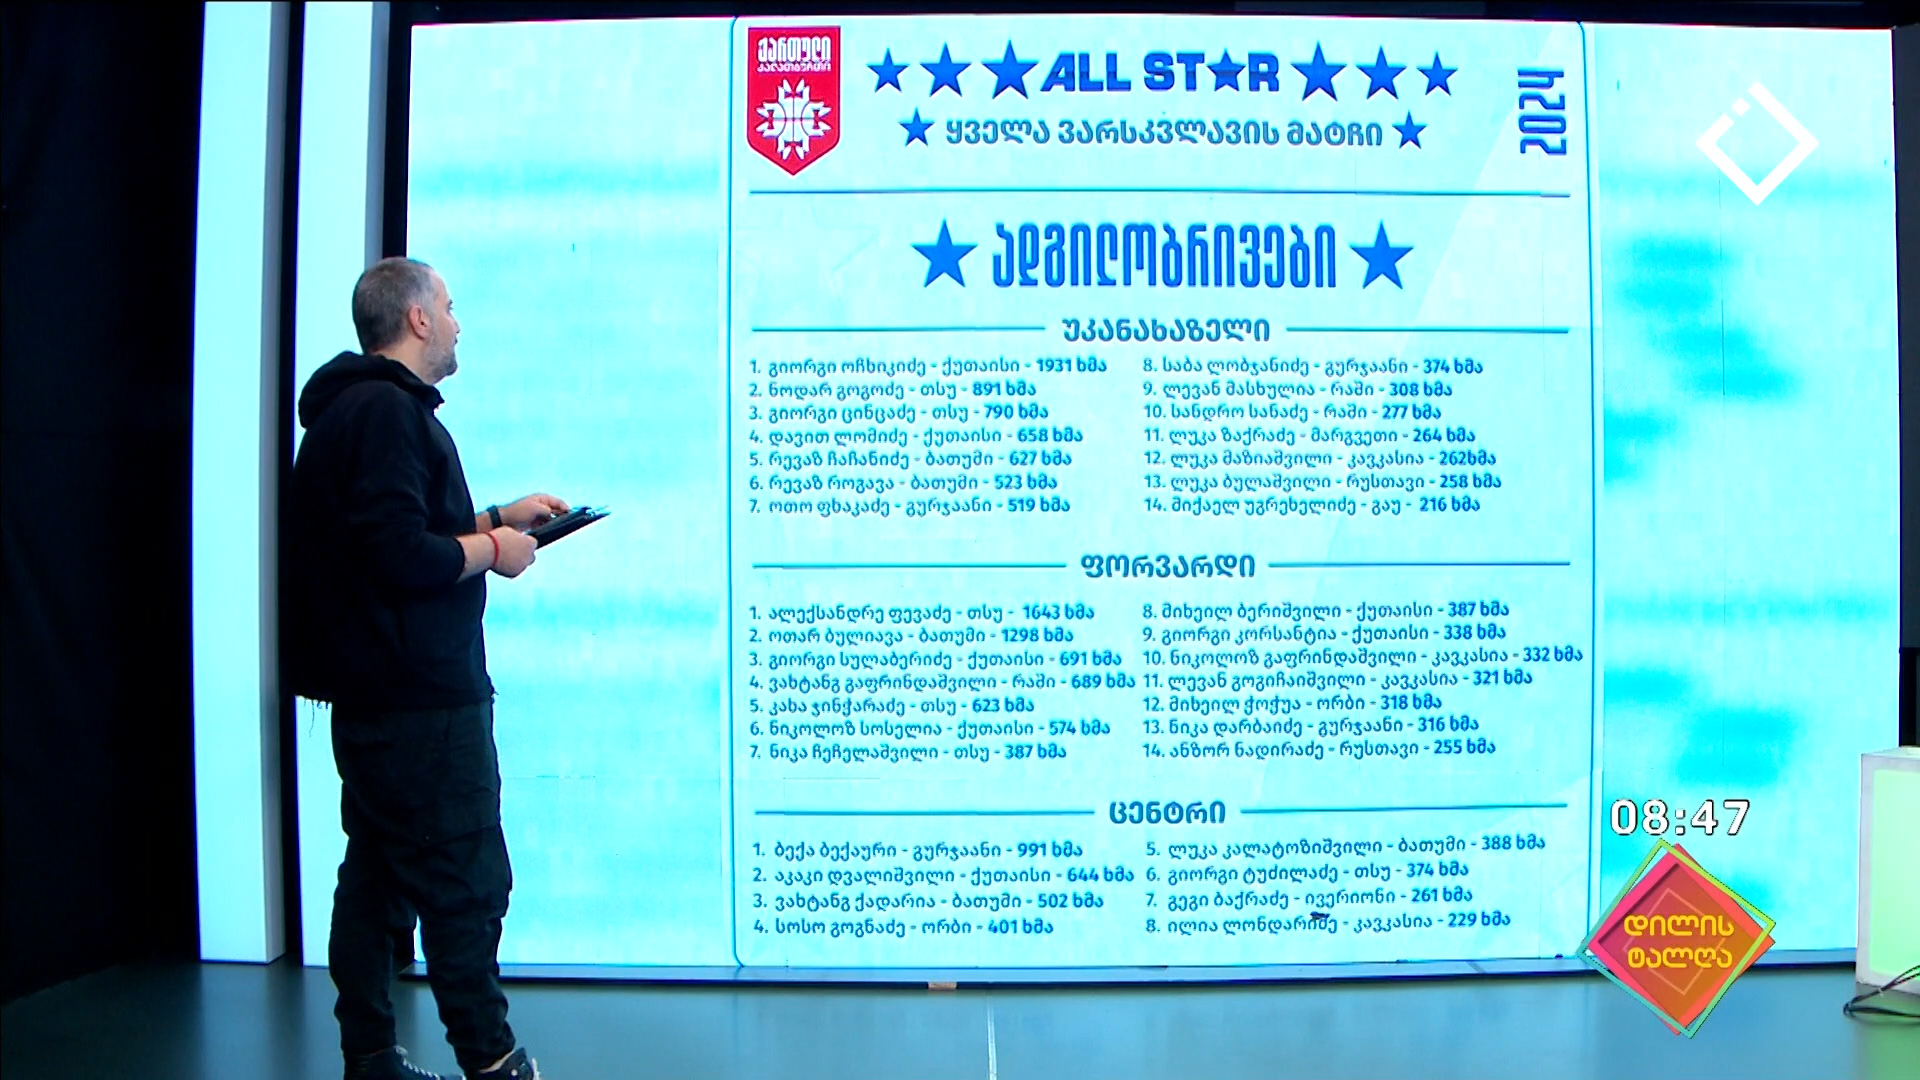 ქართული
კალათბურთი
ALL STAR
2024
ყველა ვარსკვლავის მატჩი
ადგილობრივები
უკანახაზელი
1. გიორგი ოჩხიკიძე - ქუთაისი - 1931 ხმა
2. ნოდარ გოგოძე - თსუ - 891 ხმა
3. გიორგი ცინცაძე - თსუ - 790 ხმა
4. დავით ლომიძე - ქუთაისი - 658 ხმა
5. რევაზ ჩაჩანიძე - ბათუმი - 627 ხმა
6. რევაზ როგავა - ბათუმი - 523 ხმა
7. ოთო ფხაკაძე - გურჯაანი - 519 ხმა
8. საბა ლობჯანიძე - გურჯაანი - 374 ხმა
9. ლევან მასხულია - რაში - 308 ხმა
10. სანდრო სანაძე - რაში - 277 ხმა
11. ლუკა ზაქრაძე - მარგვეთი - 264 ხმა
12. ლუკა მაზიაშვილი - კავკასია - 262ხმა
13. ლუკა ბულაშვილი - რუსთავი - 258 ხმა
14. მიქაელ უგრეხელიძე - გაუ - 216 ხმა
ფორვარდი
1. ალექსანდრე ფევაძე - თსუ - 1643 ხმა
2. ოთარ ბულიავა - ბათუმი - 1298 ხმა
3. გიორგი სულაბერიძე - ქუთაისი - 691 ხმა
4. ვახტანგ გაფრინდაშვილი - რაში - 689 ხმა
5. კახა ჯინჭარაძე - თსუ - 623 ხმა
6. ნიკოლოზ სოსელია - ქუთაისი - 574 ხმა
7. ნიკა ჩეჩელაშვილი - თსუ - 387 ხმა
8. მიხეილ ბერიშვილი - ქუთაისი - 387 ხმა
9. გიორგი კორსანტია - ქუთაისი - 338 ხმა
10. ნიკოლოზ გაფრინდაშვილი - კავკასია - 332 ხმა
11. ლევან გოგიჩაიშვილი - კავკასია - 321 ხმა
12. მიხეილ ჭოჭუა - ორბი - 318 ხმა
13. ნიკა დარბაიძე - გურჯაანი - 316 ხმა
14. ანზორ ნადირაძე - რუსთავი - 255 ხმა
ცენტრი
1. ბექა ბექაური - გურჯაანი - 991 ხმა
2. აკაკი დვალიშვილი - ქუთაისი - 644 ხმა
3. ვახტანგ ქადარია - ბათუმი - 502 ხმა
4. სოსო გოგნაძე - ორბი - 401 ხმა
5. ლუკა კალატოზიშვილი - ბათუმი - 388 ხმა
6. გიორგი ტუძილაძე - თსუ - 374 ხმა
7. გეგი ბაქრაძე - ივერიონი - 261 ხმა
8. ილია ლონდარიძე - კავკასია - 229 ხმა
08:47
დილის
ტალღა